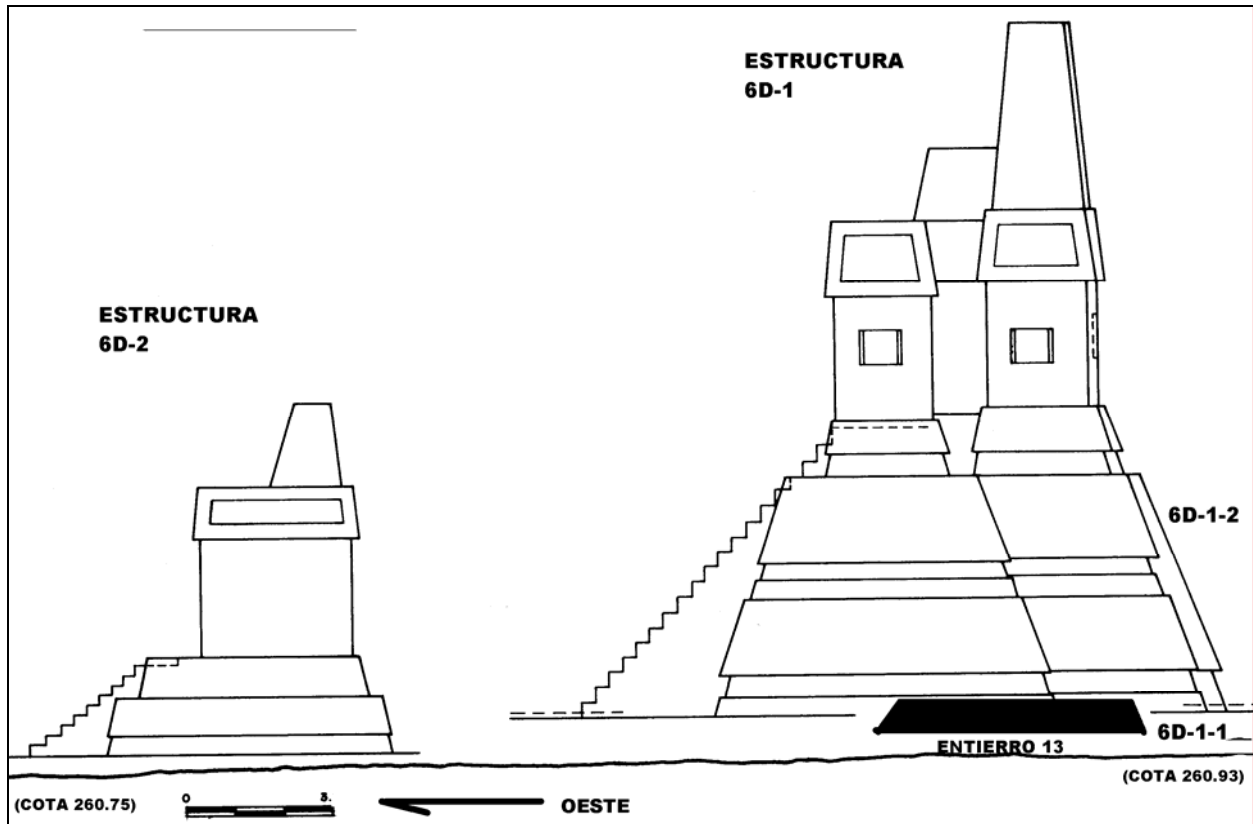 ESTRUCTURA
6D-1
ESTRUCTURA
6D-2
6D-1-2
6D-1-1
ENTIERRO 13
(COTA 260.93)
(COTA 260.75)
0 3.
OESTE